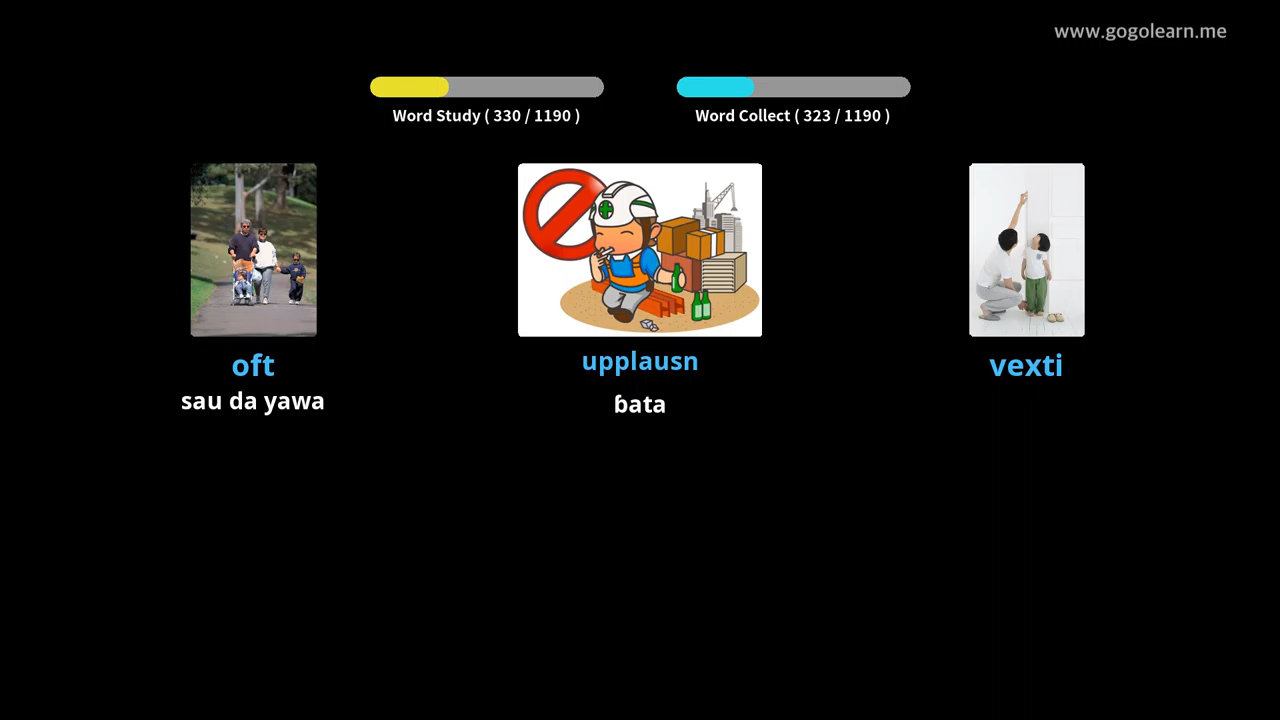 www.gogolearn.me
Word Study ( 330 / 1190 )
Word Collect ( 323 / 1190 )
oft
upplausn
vexti
sau da yawa
ɓata